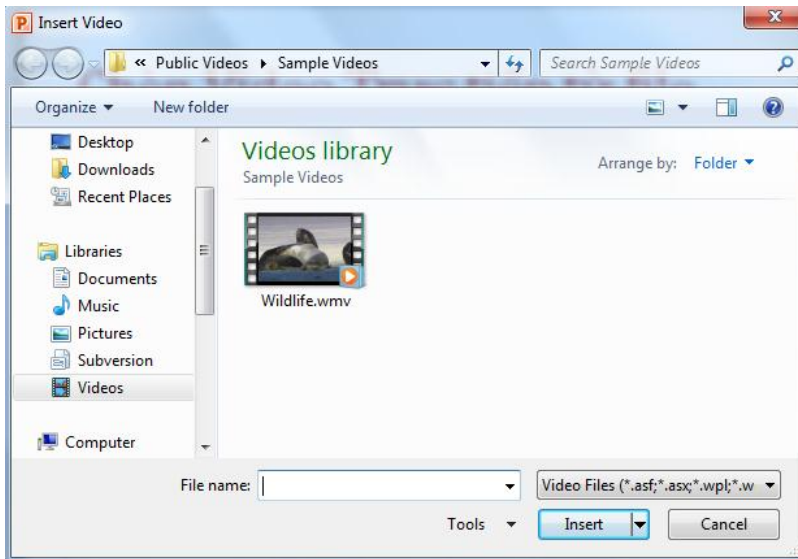 Insert Video
« Public Videos ▸ Sample Videos
Search Sample Videos
Organize
New folder
Desktop
Downloads
Recent Places
Libraries
Documents
Music
Pictures
Subversion
Videos
Computer
Videos library
Sample Videos
Arrange by: Folder
Wildlife.wmv
File name:
Video Files (*.asf;*.asx;*.wpl;*.w
Tools
Insert
Cancel